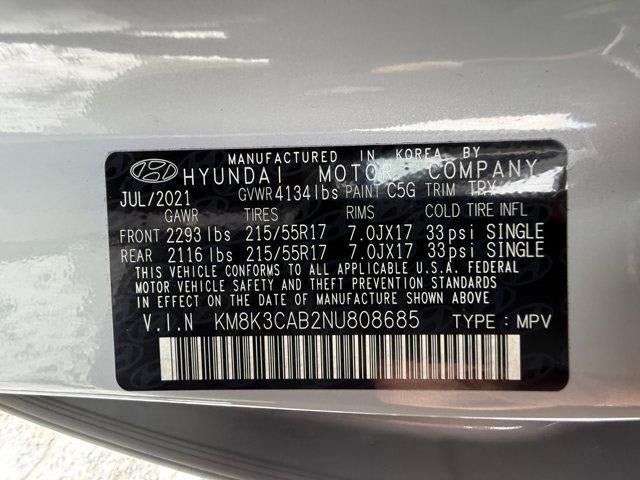 MANUFACTURED IN KOREA BY
HYUNDAI MOTOR COMPANY
JUL/2021 GVWR 4134lbs PAINT C5G TRIM TRY
GAWR TIRES RIMS COLD TIRE INFL
FRONT 2293 lbs 215/55R17 7.0JX17 33psi SINGLE
REAR 2116 lbs 215/55R17 7.0JX17 33psi SINGLE
THIS VEHICLE CONFORMS TO ALL APPLICABLE U.S.A. FEDERAL
MOTOR VEHICLE SAFETY AND THEFT PREVENTION STANDARDS
IN EFFECT ON THE DATE OF MANUFACTURE SHOWN ABOVE
V.I.N KM8K3CAB2NU808685 TYPE : MPV